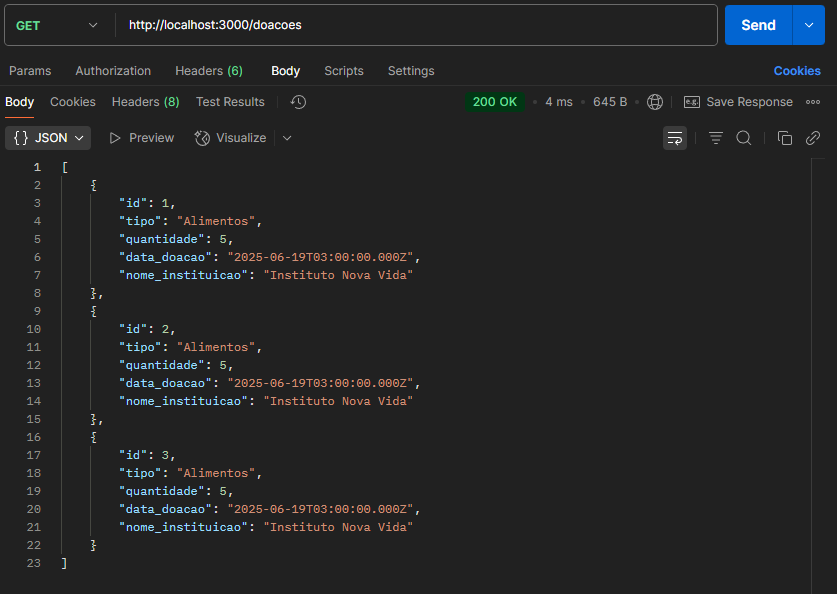 GET http://localhost:3000/doacoes Send
Params Authorization Headers (6) Body Scripts Settings Cookies
Body Cookies Headers (8) Test Results 200 OK • 4 ms • 645 B e.g. Save Response
{} JSON Preview Visualize
1 [
2 {
3 "id": 1,
4 "tipo": "Alimentos",
5 "quantidade": 5,
6 "data_doacao": "2025-06-19T03:00:00.000Z",
7 "nome_instituicao": "Instituto Nova Vida"
8 },
9 {
10 "id": 2,
11 "tipo": "Alimentos",
12 "quantidade": 5,
13 "data_doacao": "2025-06-19T03:00:00.000Z",
14 "nome_instituicao": "Instituto Nova Vida"
15 },
16 {
17 "id": 3,
18 "tipo": "Alimentos",
19 "quantidade": 5,
20 "data_doacao": "2025-06-19T03:00:00.000Z",
21 "nome_instituicao": "Instituto Nova Vida"
22 }
23 ]